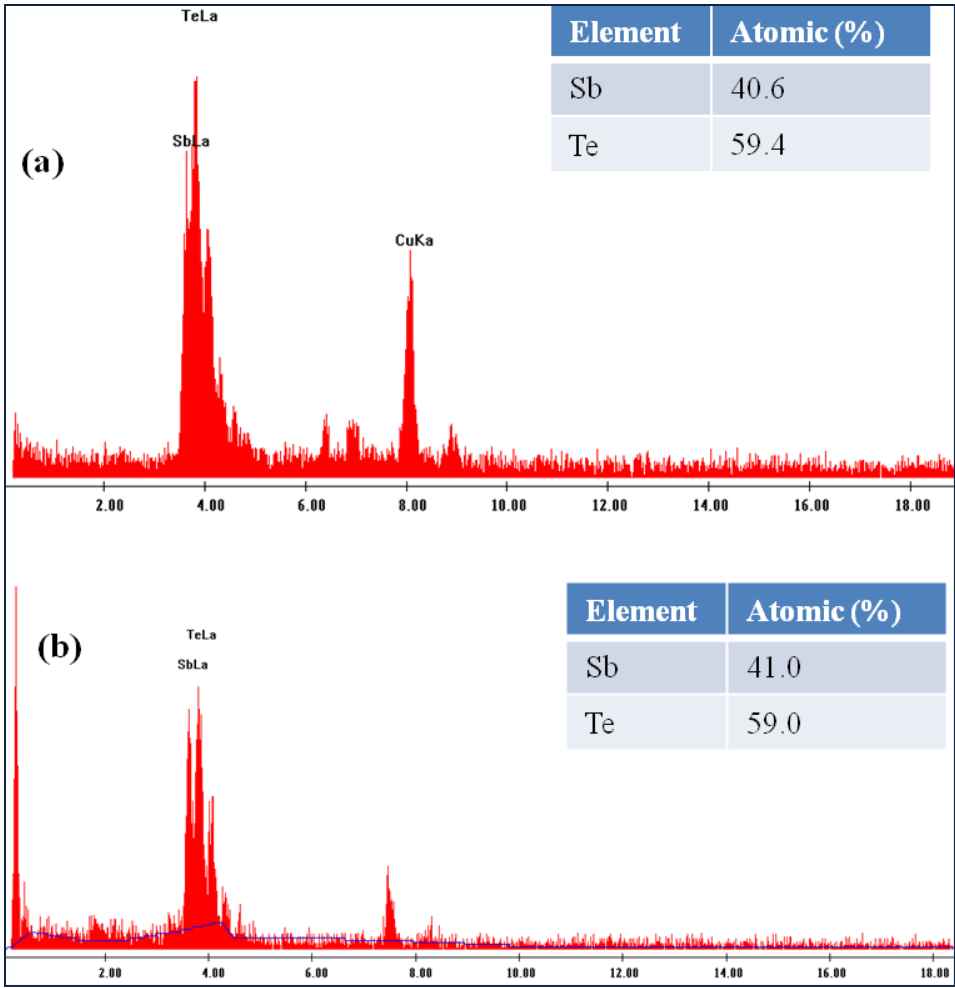 TeLa
SbLa
(a)
CuKa
Element Atomic (%)
Sb 40.6
Te 59.4
2.00 4.00 6.00 8.00 10.00 12.00 14.00 16.00 18.00
(b)
TeLa
SbLa
Element Atomic (%)
Sb 41.0
Te 59.0
2.00 4.00 6.00 8.00 10.00 12.00 14.00 16.00 18.00